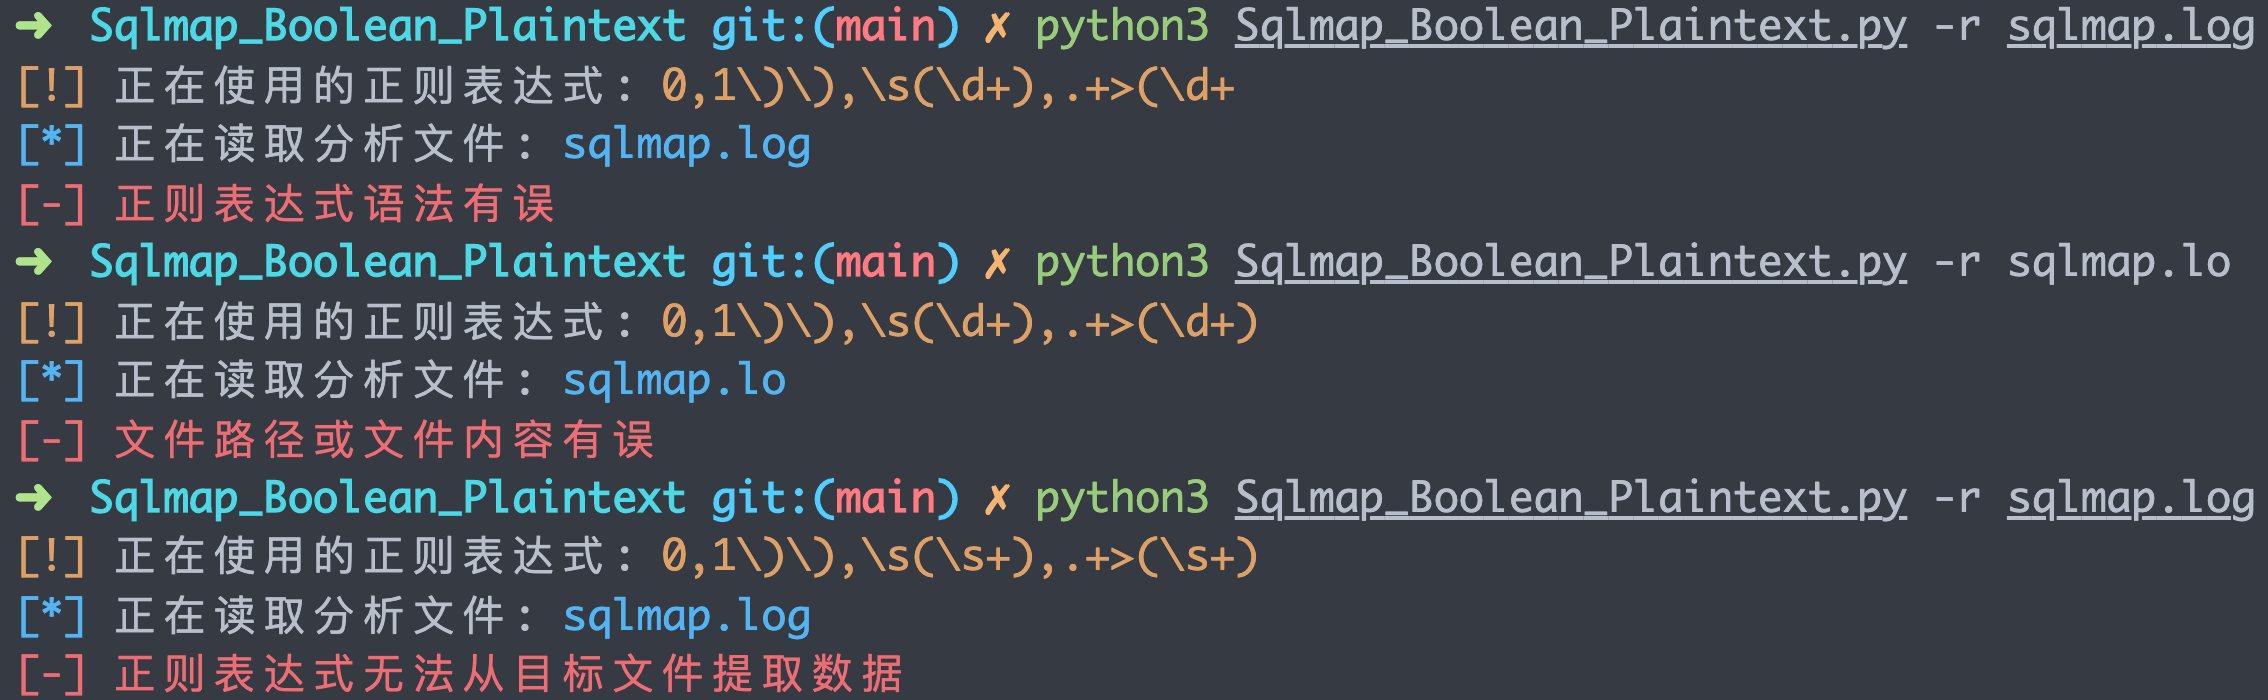 ➜ Sqlmap_Boolean_Plaintext git:(main) ✗ python3 Sqlmap_Boolean_Plaintext.py -r sqlmap.log
[!] 正在使用的正则表达式: 0,1\)\),\s(\d+),.+>(\d+
[*] 正在读取分析文件: sqlmap.log
[-] 正则表达式语法有误
➜ Sqlmap_Boolean_Plaintext git:(main) ✗ python3 Sqlmap_Boolean_Plaintext.py -r sqlmap.lo
[!] 正在使用的正则表达式: 0,1\)\),\s(\d+),.+>(\d+)
[*] 正在读取分析文件: sqlmap.lo
[-] 文件路径或文件内容有误
➜ Sqlmap_Boolean_Plaintext git:(main) ✗ python3 Sqlmap_Boolean_Plaintext.py -r sqlmap.log
[!] 正在使用的正则表达式: 0,1\)\),\s(\s+),.+>(\s+)
[*] 正在读取分析文件: sqlmap.log
[-] 正则表达式无法从目标文件提取数据